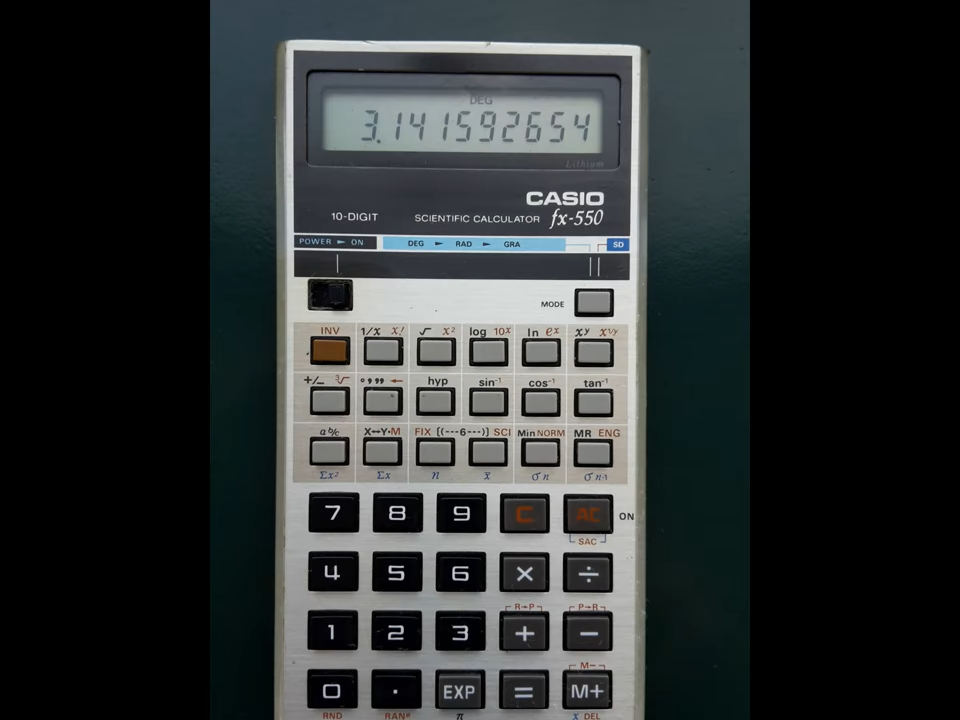 DEG
3.141592654
Lithium
CASIO
10-DIGIT SCIENTIFIC CALCULATOR fx-550
POWER ► ON DEG ► RAD ► GRA SD
MODE
INV 1/x x! √ x² log 10ˣ ln eˣ xʸ x^1/y
+/− ³√ °,,, ← hyp sin⁻¹ cos⁻¹ tan⁻¹
a b/c X↔Y•M FIX [(---6---)] SCI Min NORM MR ENG
Σx² Σx n x̄ σn σn-1
7 8 9 C AC ON
SAC
4 5 6 × ÷
R→P P→R
1 2 3 + −
M−
0 . EXP = M+
RND RAN# π x DEL